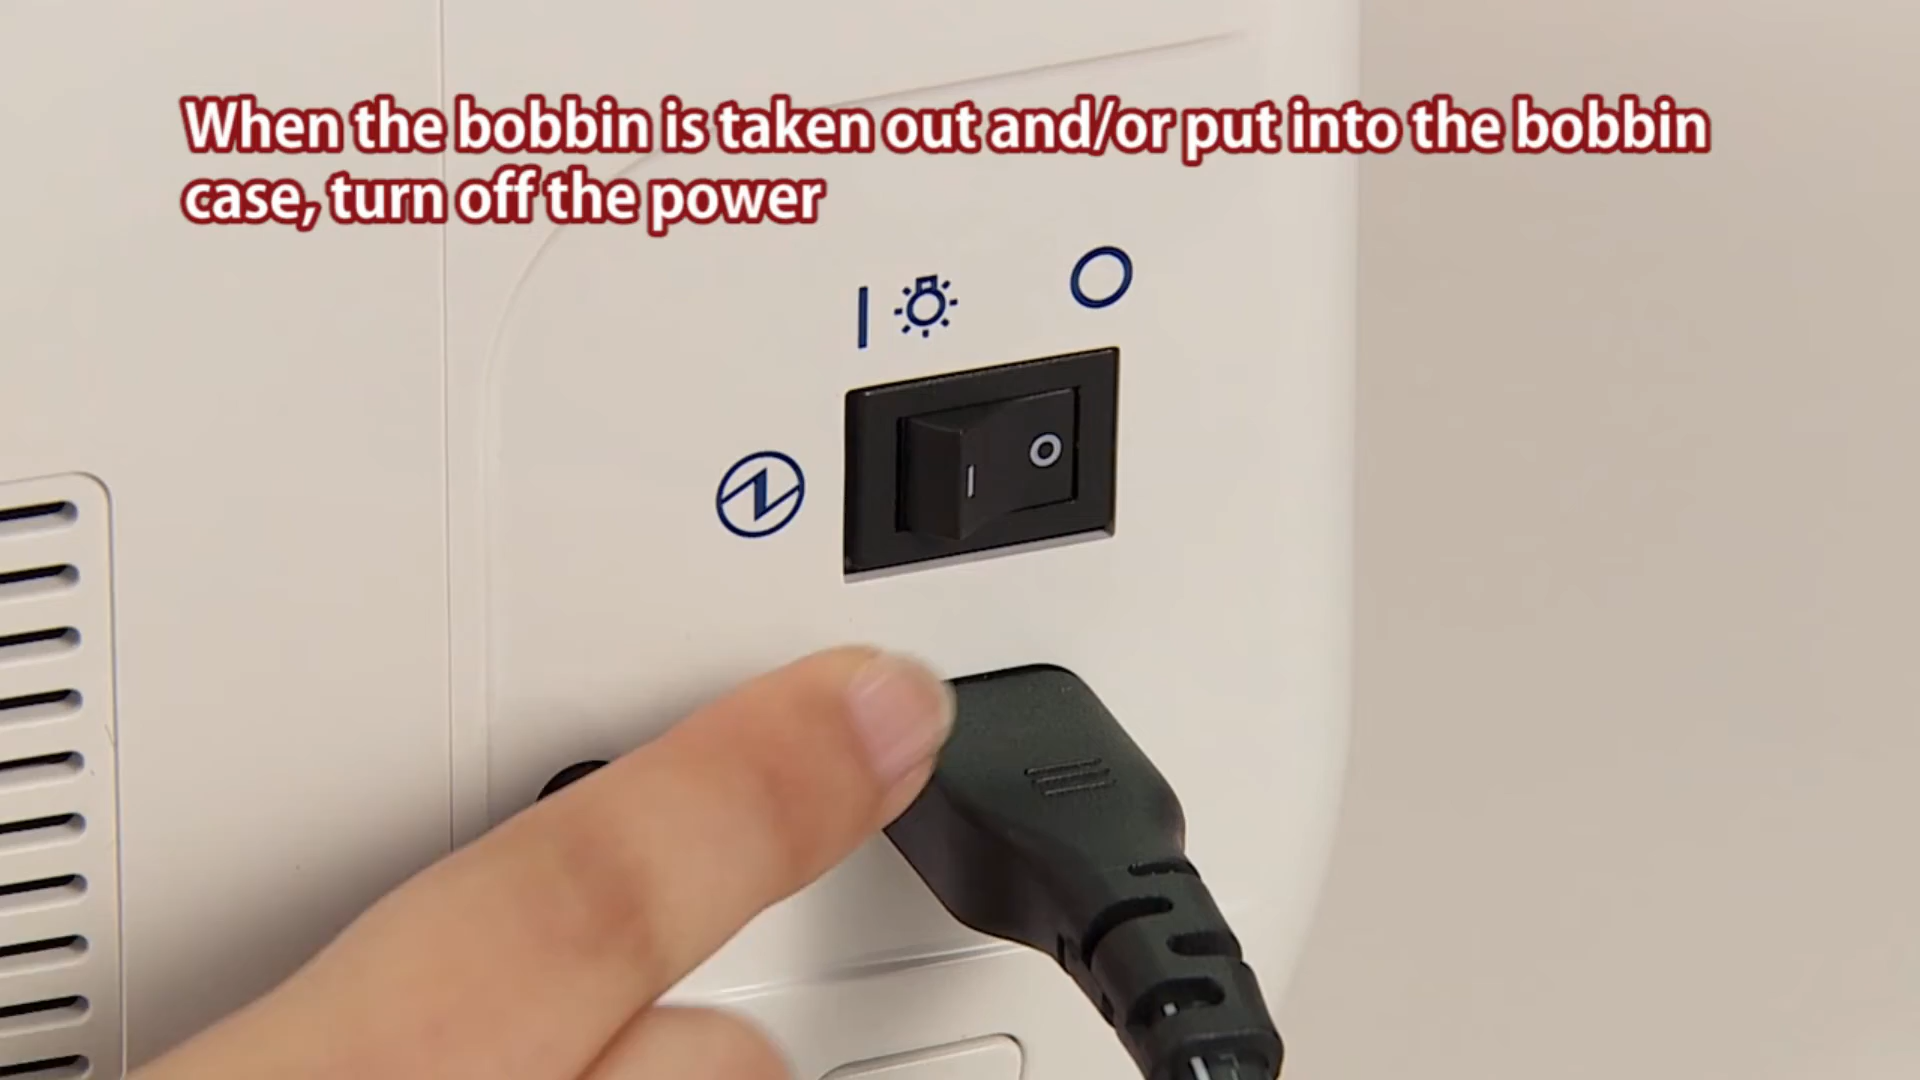 When the bobbin is taken out and/or put into the bobbin
case, turn off the power